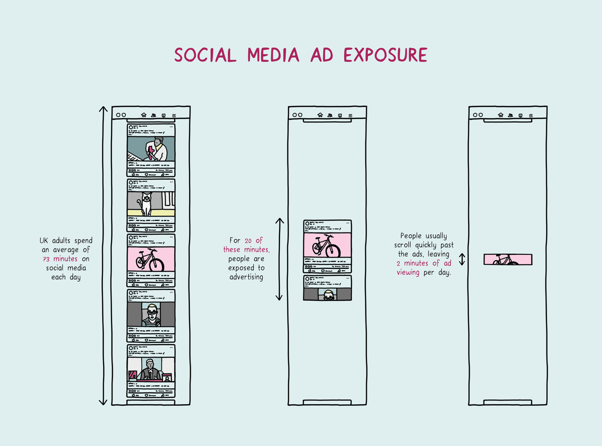 SOCIAL MEDIA AD EXPOSURE
UK adults spend
an average of
73 minutes on
social media
each day
For 20 of
these minutes,
people are
exposed to
advertising
People usually
scroll quickly past
the ads, leaving
2 minutes of ad
viewing per day.